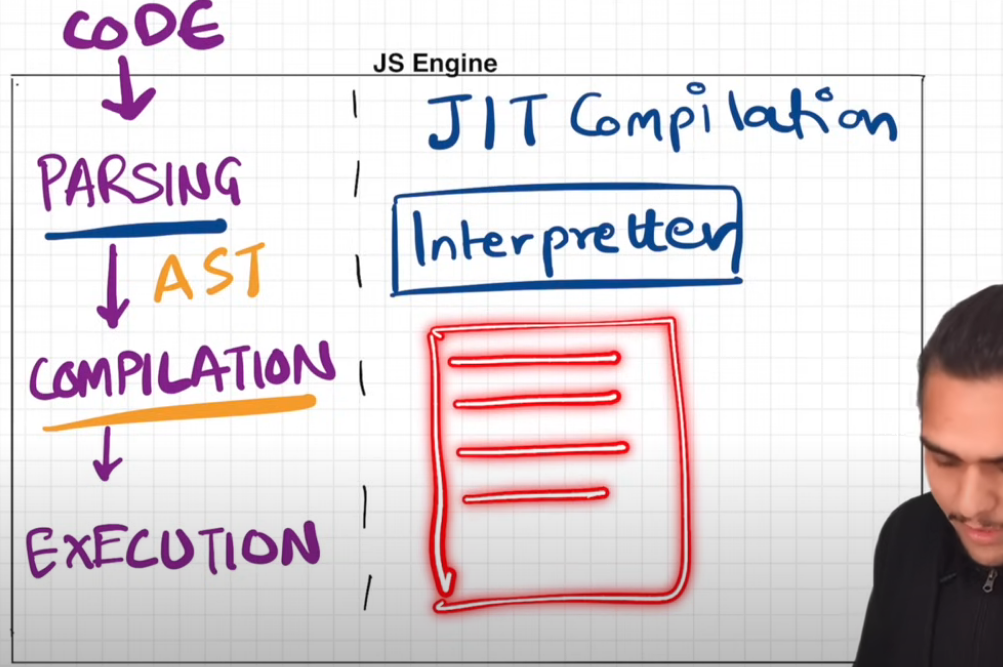 CODE
JS Engine
PARSING
AST
COMPILATION
EXECUTION
JIT Compilation
Interpretter